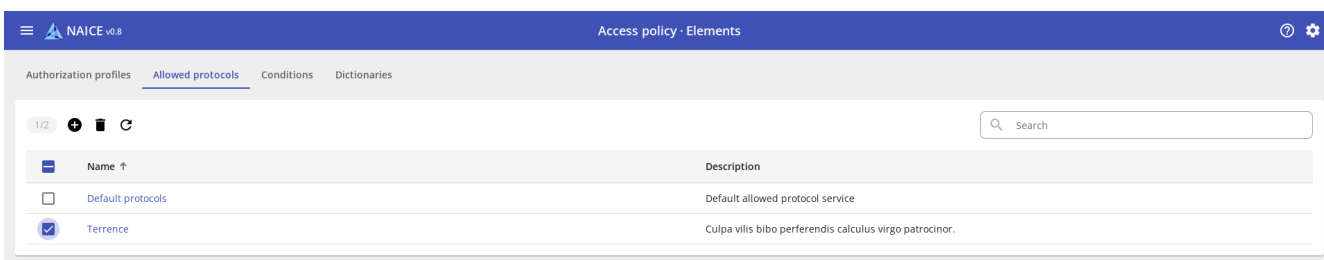 NAICE v0.8 Access policy · Elements
Authorization profiles Allowed protocols Conditions Dictionaries
1/2 Search
Name ↑ Description
Default protocols Default allowed protocol service
Terrence Culpa vilis bibo perferendis calculus virgo patrocinor.